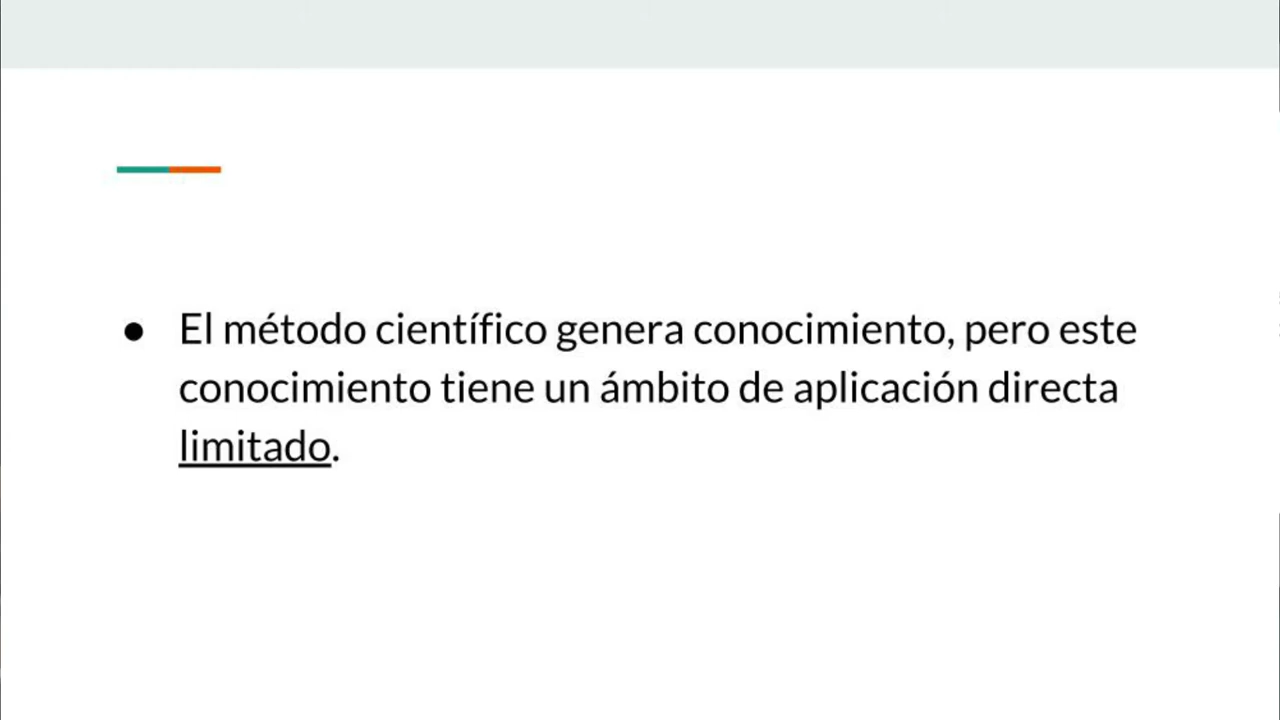 ● El método científico genera conocimiento, pero este
conocimiento tiene un ámbito de aplicación directa
limitado.